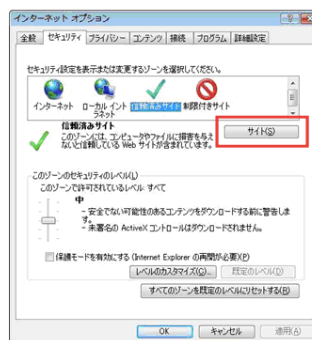 インターネット オプション
全般 セキュリティ プライバシー コンテンツ 接続 プログラム 詳細設定
セキュリティ設定を表示または変更するゾーンを選択してください。
インターネット ローカル イントラネット 信頼済みサイト 制限付きサイト
信頼済みサイト
このゾーンには、コンピュータやファイルに損害を与え
ないと信頼している Web サイトが含まれています。
サイト(S)
このゾーンのセキュリティのレベル(L)
このゾーンで許可されているレベル: すべて
中
- 安全でない可能性のあるコンテンツをダウンロードする前に警告しま
す。
- 未署名の ActiveX コントロールはダウンロードされません。
保護モードを有効にする (Internet Explorer の再開が必要)(P)
レベルのカスタマイズ(C)... 既定のレベル(D)
すべてのゾーンを既定のレベルにリセットする(R)
OK キャンセル 適用(A)